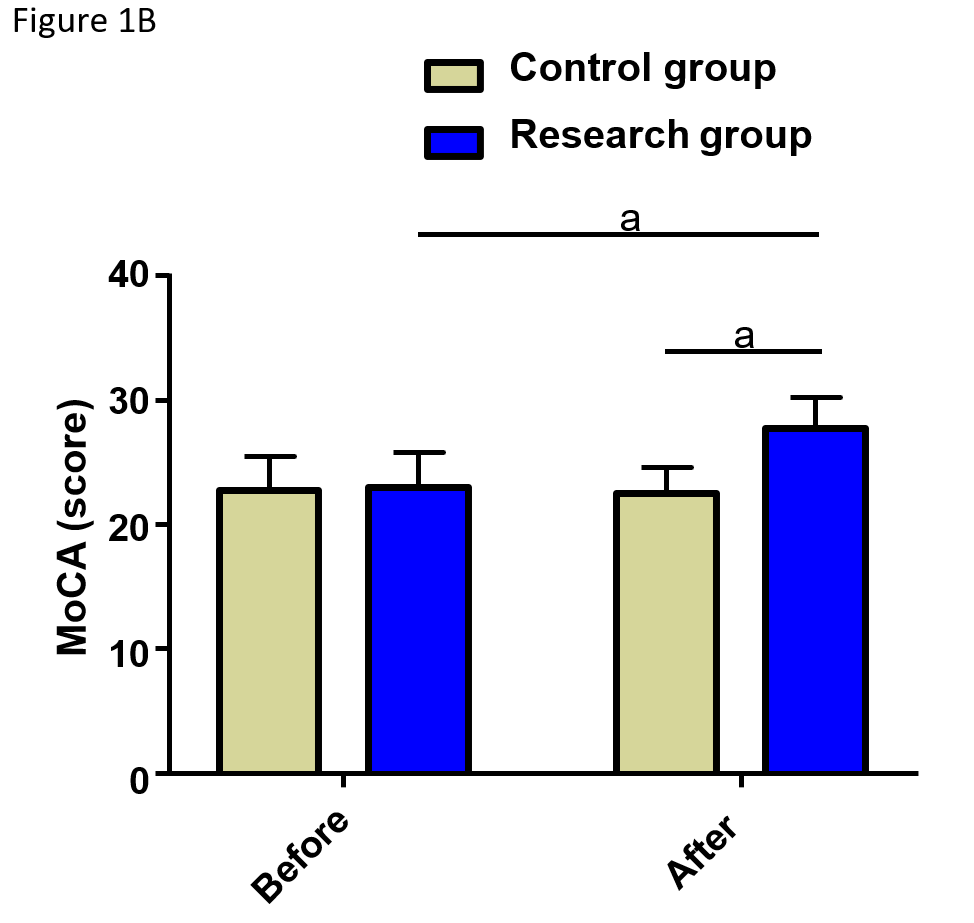 Figure 1B
Control group
Research group
a
a
40
30
20
10
0
MoCA (score)
Before
After